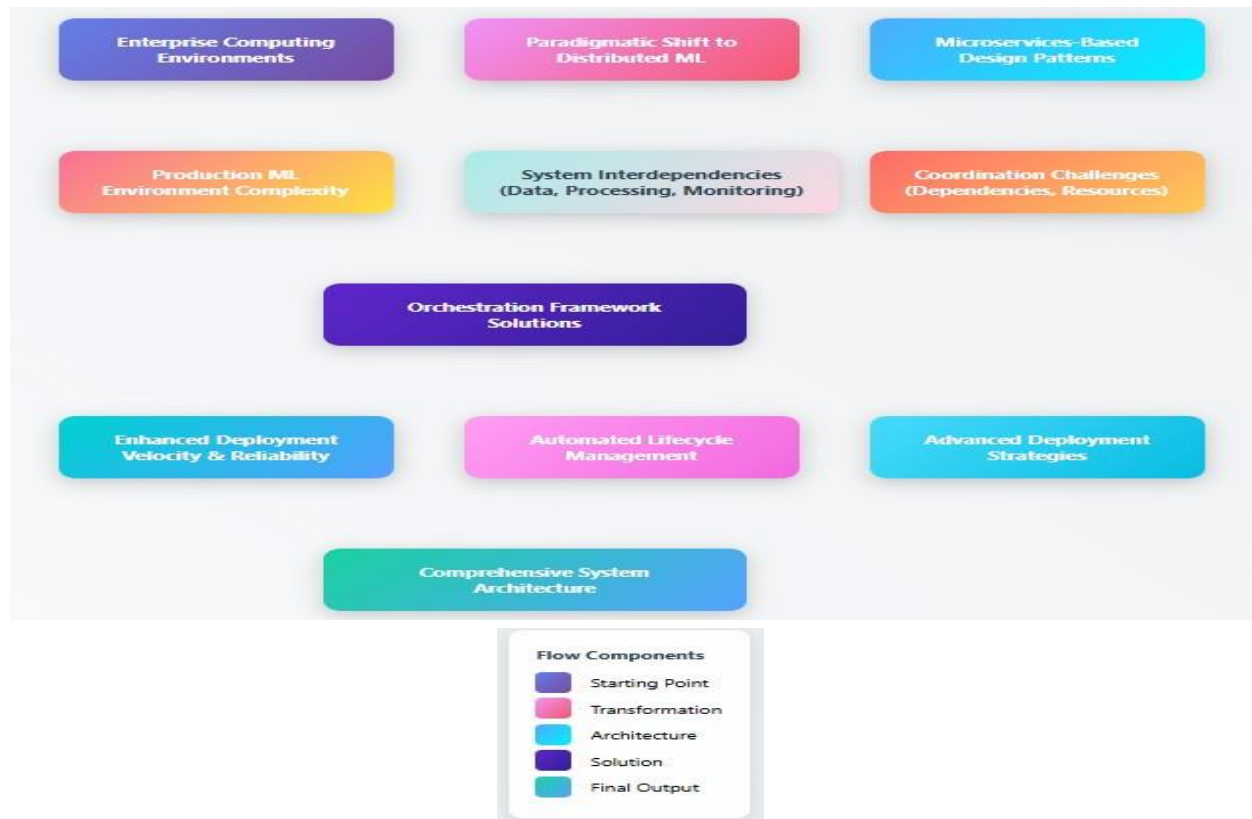 Enterprise Computing
Environments
Paradigmatic Shift to
Distributed ML
Microservices-Based
Design Patterns
Production ML
Environment Complexity
System Interdependencies
(Data, Processing, Monitoring)
Coordination Challenges
(Dependencies, Resources)
Orchestration Framework
Solutions
Enhanced Deployment
Velocity & Reliability
Automated Lifecycle
Management
Advanced Deployment
Strategies
Comprehensive System
Architecture
Flow Components
Starting Point
Transformation
Architecture
Solution
Final Output